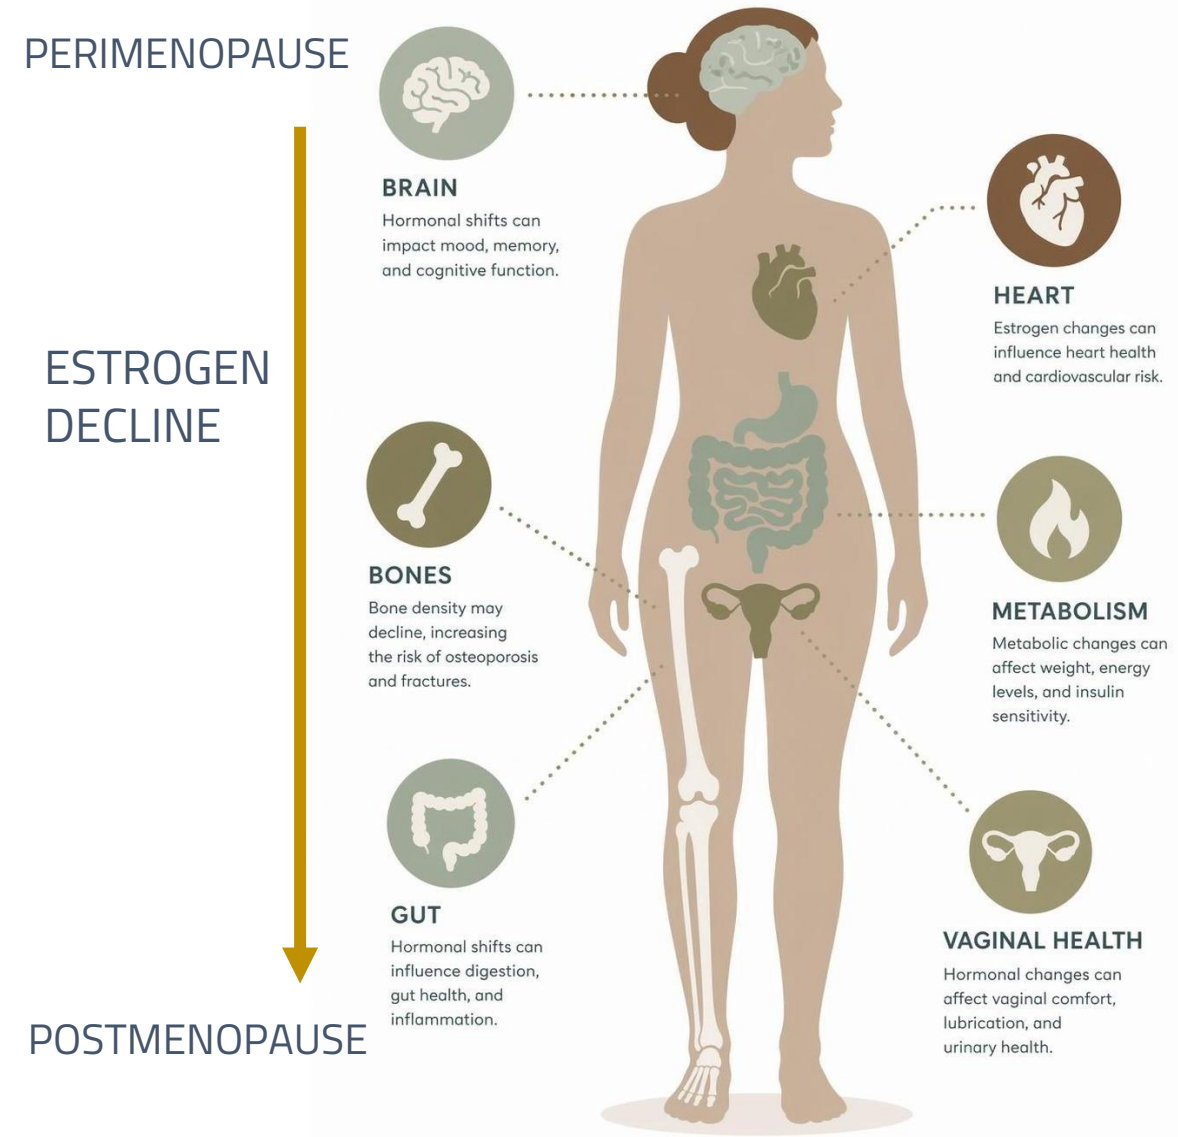 PERIMENOPAUSE
BRAIN
Hormonal shifts can
impact mood, memory,
and cognitive function.
HEART
Estrogen changes can
influence heart health
and cardiovascular risk.
ESTROGEN
DECLINE
BONES
Bone density may
decline, increasing
the risk of osteoporosis
and fractures.
METABOLISM
Metabolic changes can
affect weight, energy
levels, and insulin
sensitivity.
GUT
Hormonal shifts can
influence digestion,
gut health, and
inflammation.
VAGINAL HEALTH
Hormonal changes can
affect vaginal comfort,
lubrication, and
urinary health.
POSTMENOPAUSE